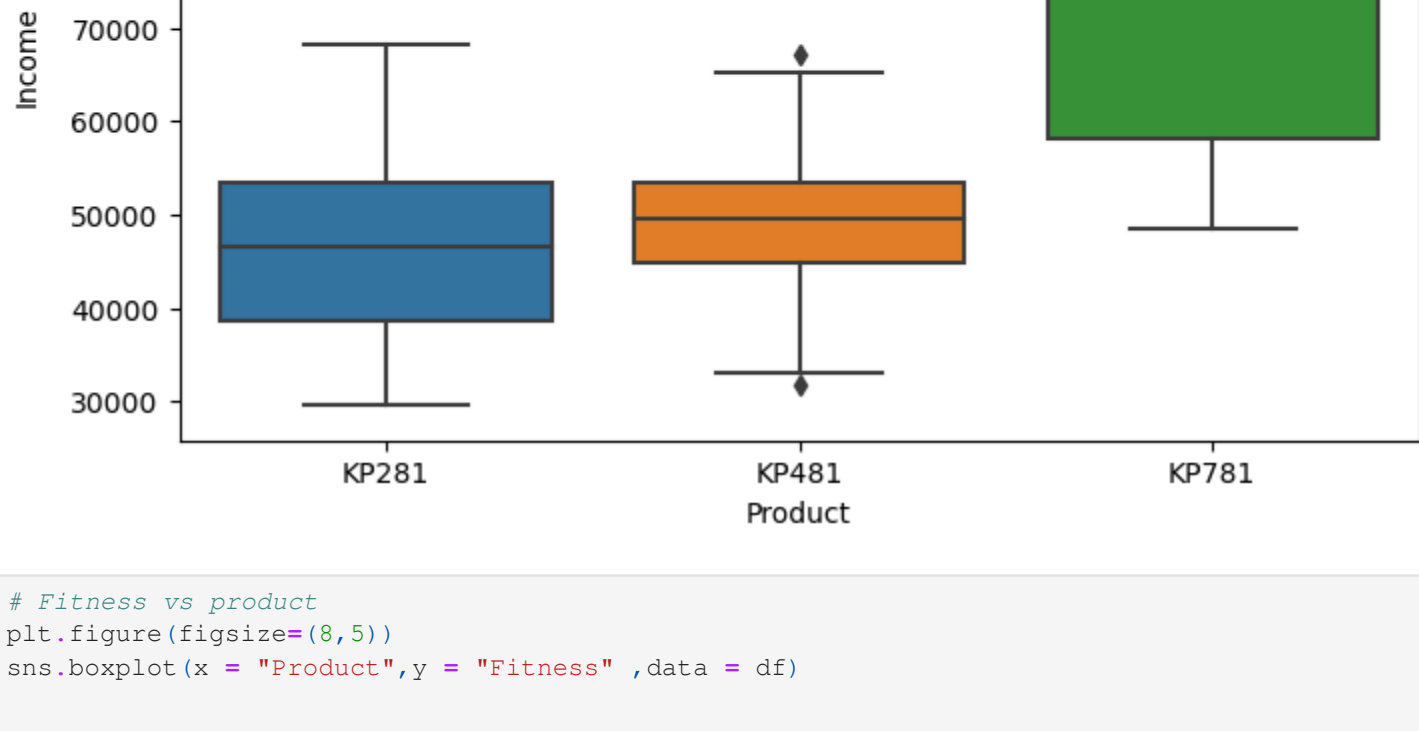 Income
70000
60000
50000
40000
30000
KP281 KP481 KP781
Product
# Fitness vs product
plt.figure(figsize=(8,5))
sns.boxplot(x = "Product",y = "Fitness" ,data = df)